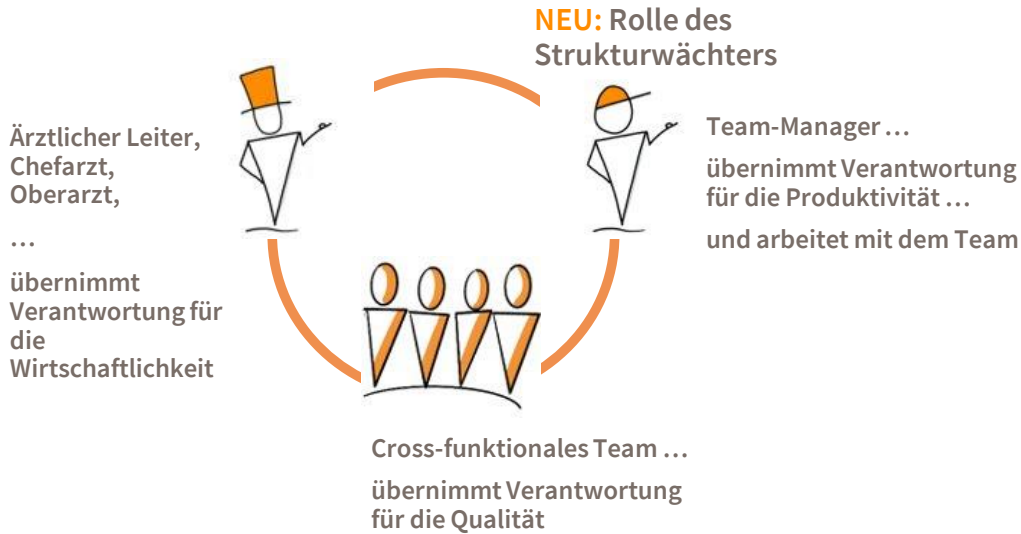 NEU: Rolle des
Strukturwächters
Ärztlicher Leiter,
Chefarzt,
Oberarzt,
…
übernimmt
Verantwortung für
die
Wirtschaftlichkeit
Team-Manager …
übernimmt Verantwortung
für die Produktivität …
und arbeitet mit dem Team
Cross-funktionales Team …
übernimmt Verantwortung
für die Qualität